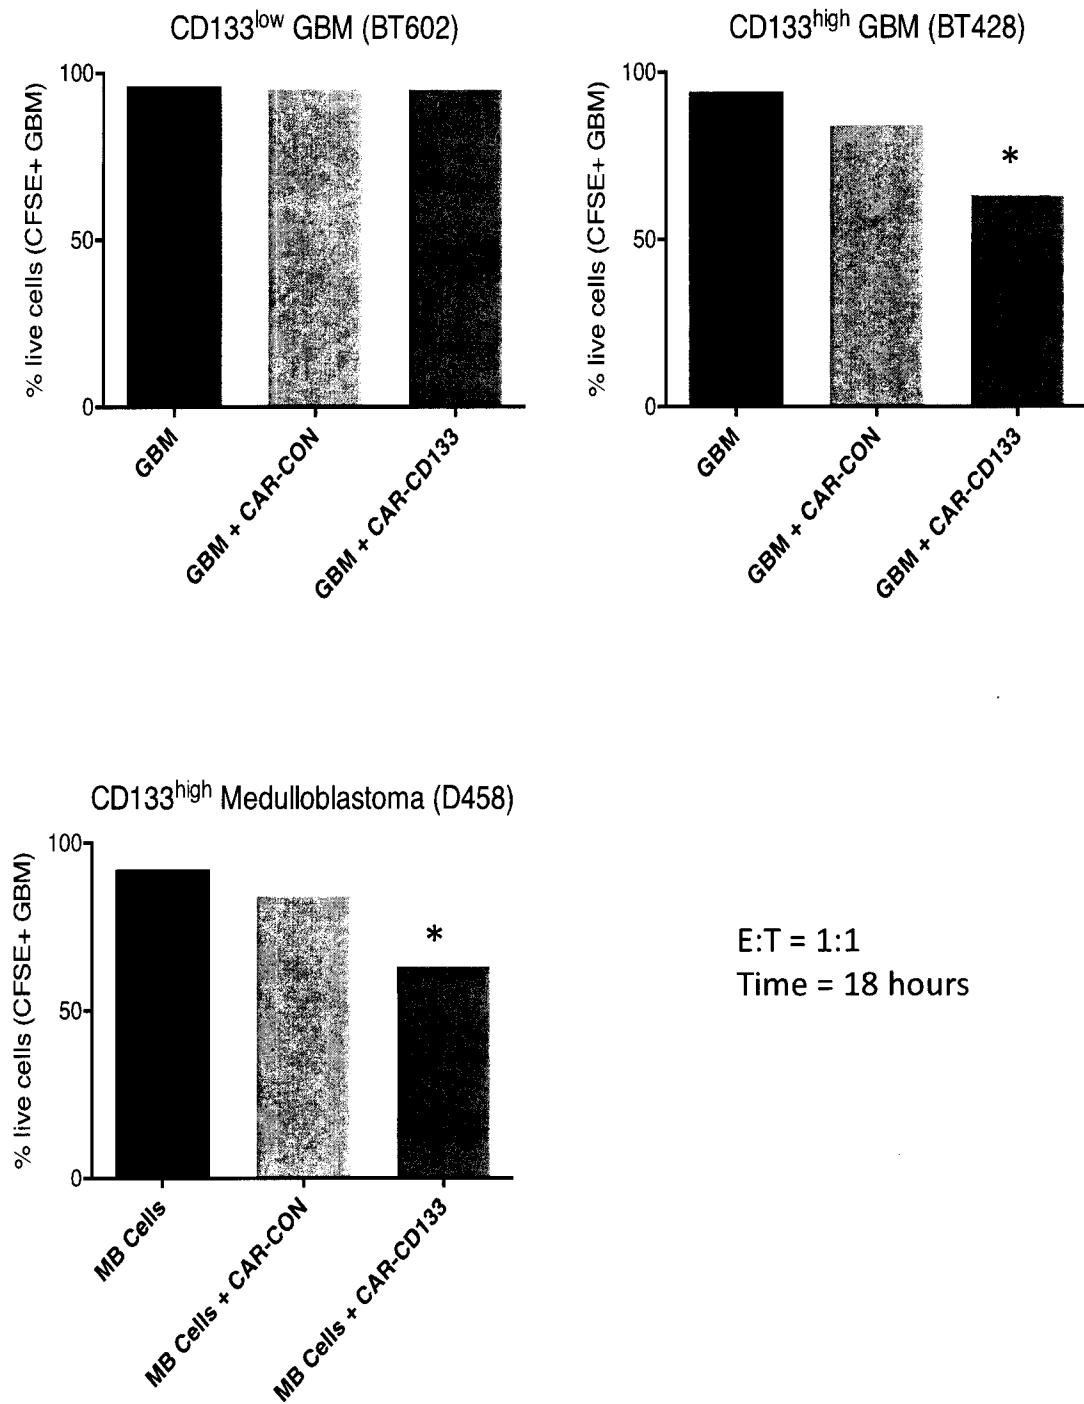 CD133low GBM (BT602)
% live cells (CFSE+ GBM)
100
50
0
GBM
GBM + CAR-CON
GBM + CAR-CD133
CD133high GBM (BT428)
% live cells (CFSE+ GBM)
100
50
0
*
GBM
GBM + CAR-CON
GBM + CAR-CD133
CD133high Medulloblastoma (D458)
% live cells (CFSE+ GBM)
100
50
0
*
MB Cells
MB Cells + CAR-CON
MB Cells + CAR-CD133
E:T = 1:1
Time = 18 hours